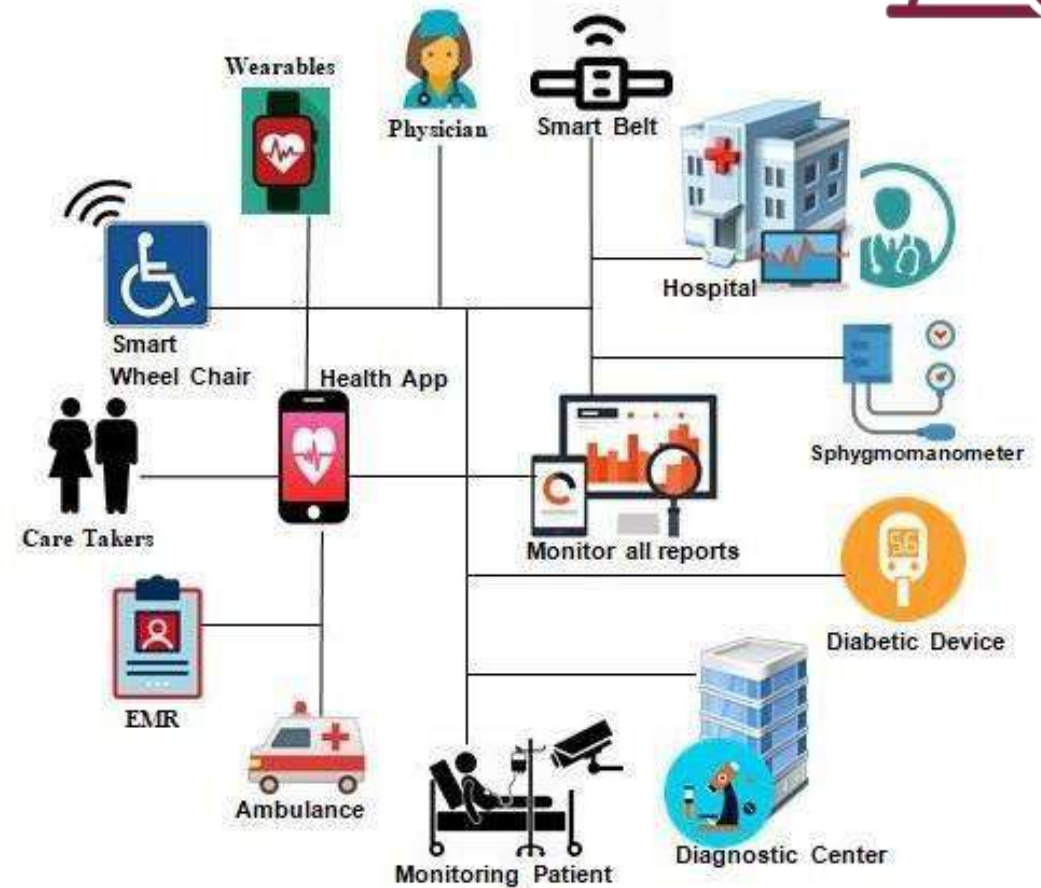 Wearables
Physician
Smart Belt
Hospital
Smart
Wheel Chair
Health App
Sphygmomanometer
Care Takers
Monitor all reports
56
Diabetic Device
EMR
Ambulance
Monitoring Patient
Diagnostic Center